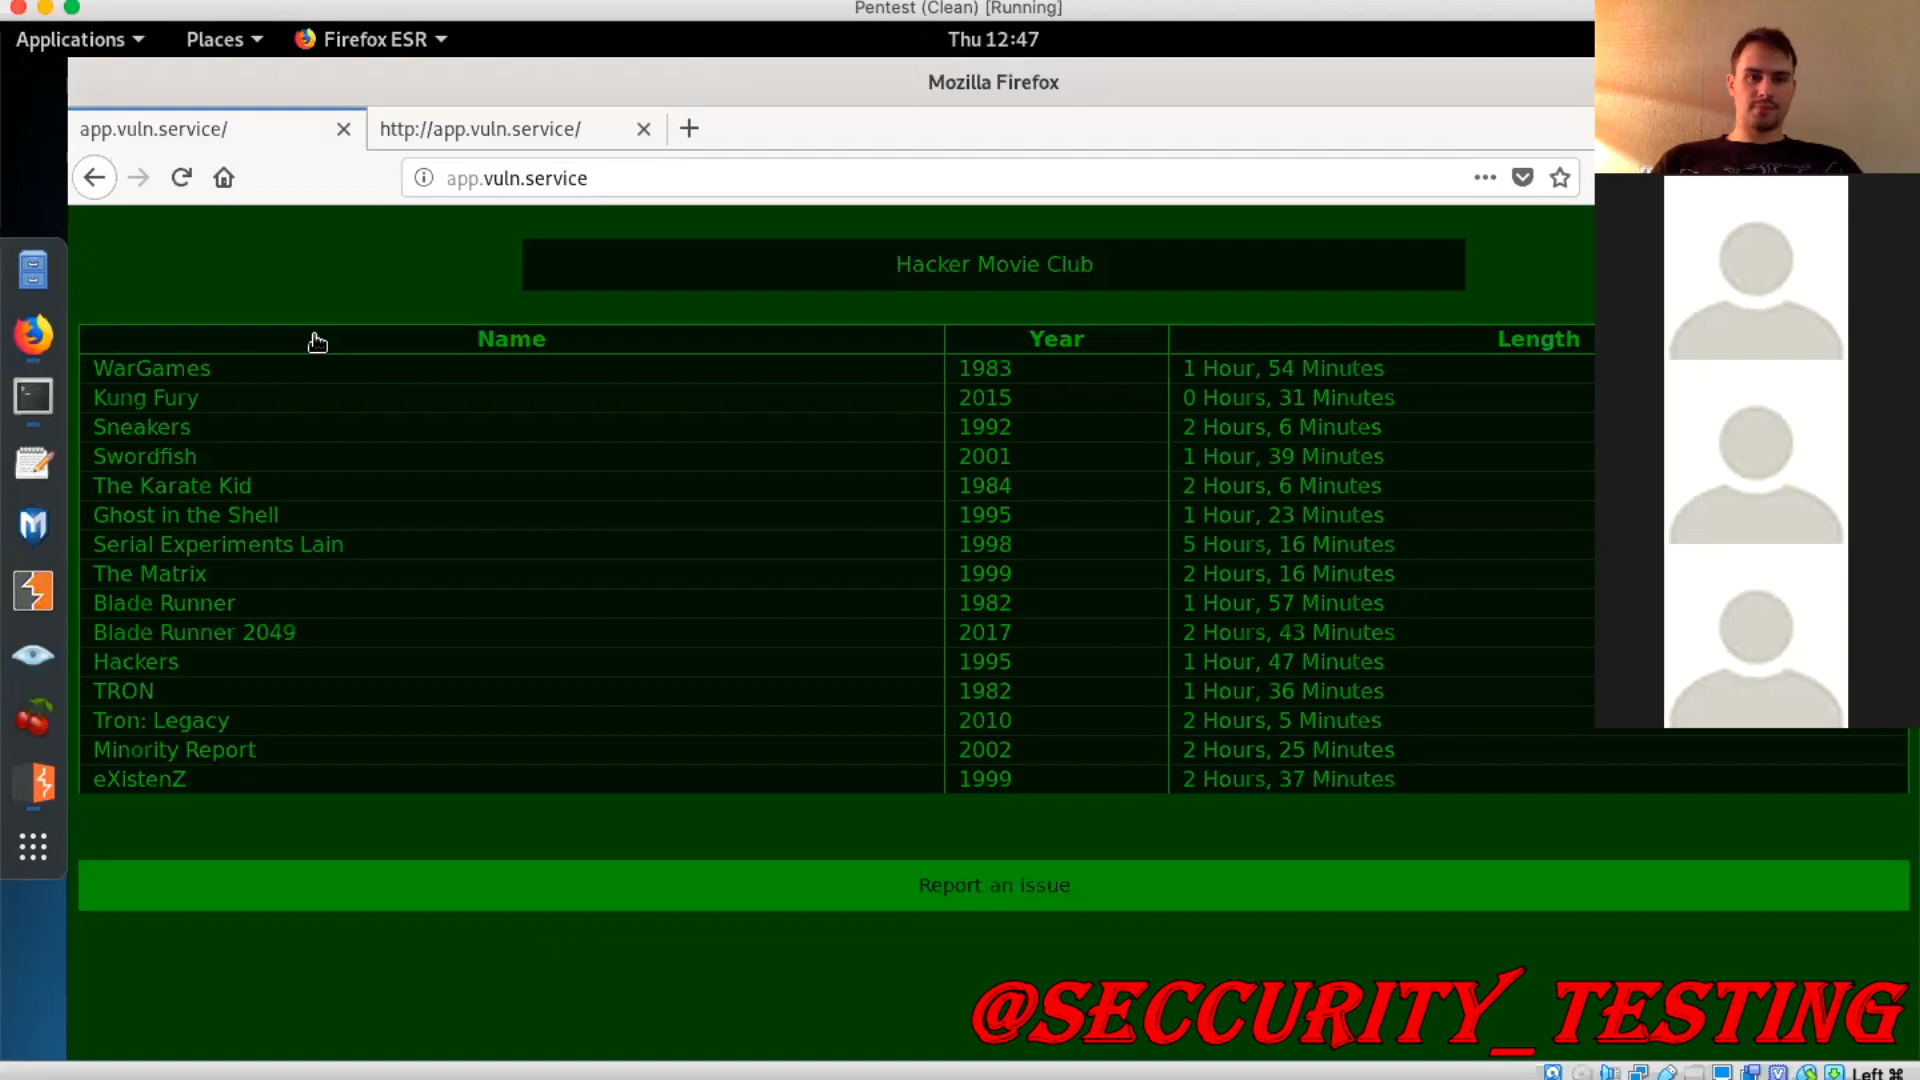 Pentest (Clean) [Running]
Applications Places Firefox ESR Thu 12:47
Mozilla Firefox
app.vuln.service/ http://app.vuln.service/
app.vuln.service
Hacker Movie Club
Name Year Length
WarGames 1983 1 Hour, 54 Minutes
Kung Fury 2015 0 Hours, 31 Minutes
Sneakers 1992 2 Hours, 6 Minutes
Swordfish 2001 1 Hour, 39 Minutes
The Karate Kid 1984 2 Hours, 6 Minutes
Ghost in the Shell 1995 1 Hour, 23 Minutes
Serial Experiments Lain 1998 5 Hours, 16 Minutes
The Matrix 1999 2 Hours, 16 Minutes
Blade Runner 1982 1 Hour, 57 Minutes
Blade Runner 2049 2017 2 Hours, 43 Minutes
Hackers 1995 1 Hour, 47 Minutes
TRON 1982 1 Hour, 36 Minutes
Tron: Legacy 2010 2 Hours, 5 Minutes
Minority Report 2002 2 Hours, 25 Minutes
eXistenZ 1999 2 Hours, 37 Minutes
Report an issue
@SECCURITY_TESTING
Left ⌘